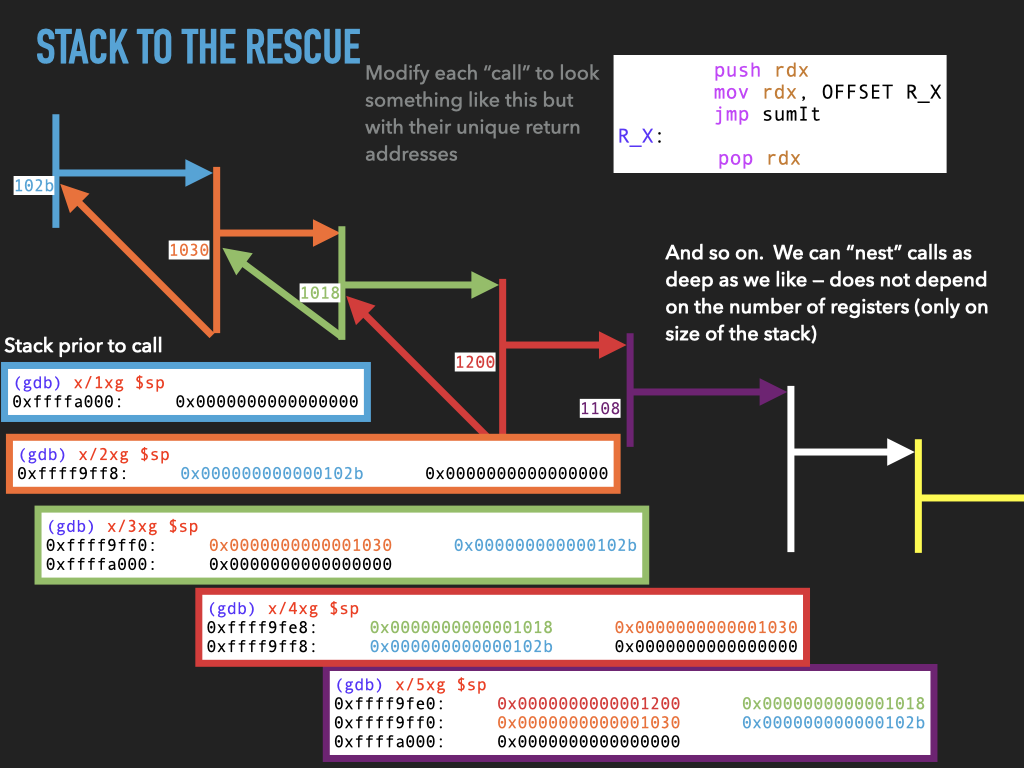 STACK TO THE RESCUE
Modify each “call” to look
something like this but
with their unique return
addresses
push rdx
mov rdx, OFFSET R_X
jmp sumIt
R_X:
pop rdx
102b
1030
1018
1200
1108
And so on.  We can “nest” calls as
deep as we like – does not depend
on the number of registers (only on
size of the stack)
Stack prior to call
(gdb) x/1xg $sp
0xffffa000: 0x0000000000000000
(gdb) x/2xg $sp
0xffff9ff8: 0x000000000000102b 0x0000000000000000
(gdb) x/3xg $sp
0xffff9ff0: 0x0000000000001030 0x000000000000102b
0xffffa000: 0x0000000000000000
(gdb) x/4xg $sp
0xffff9fe8: 0x0000000000001018 0x0000000000001030
0xffff9ff8: 0x000000000000102b 0x0000000000000000
(gdb) x/5xg $sp
0xffff9fe0: 0x0000000000001200 0x0000000000001018
0xffff9ff0: 0x0000000000001030 0x000000000000102b
0xffffa000: 0x0000000000000000